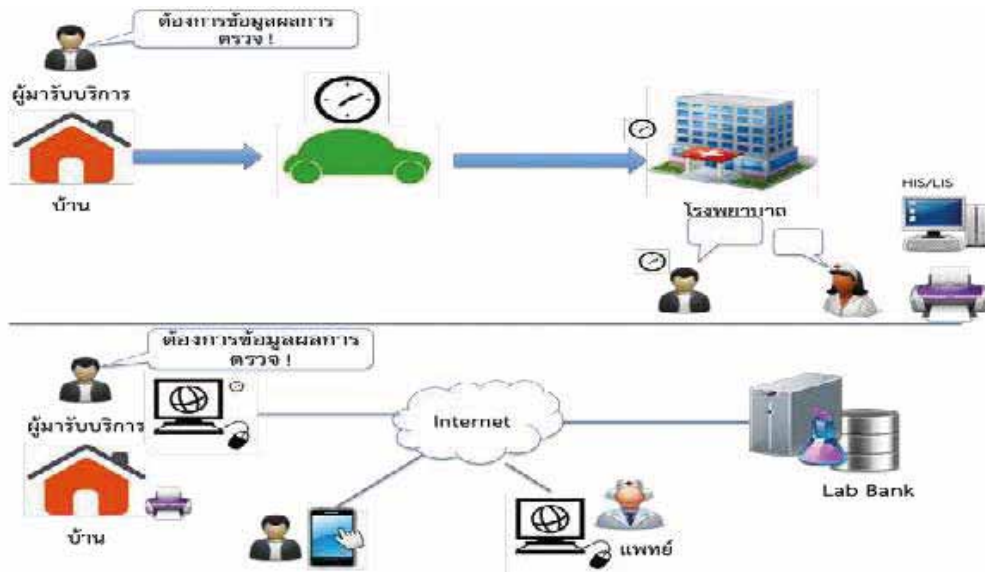 ต้องการข้อมูลผลการ
ตรวจ !
ผู้มารับบริการ
บ้าน
โรงพยาบาล
HIS/LIS
ต้องการข้อมูลผลการ
ตรวจ !
ผู้มารับบริการ
บ้าน
Internet
แพทย์
Lab Bank